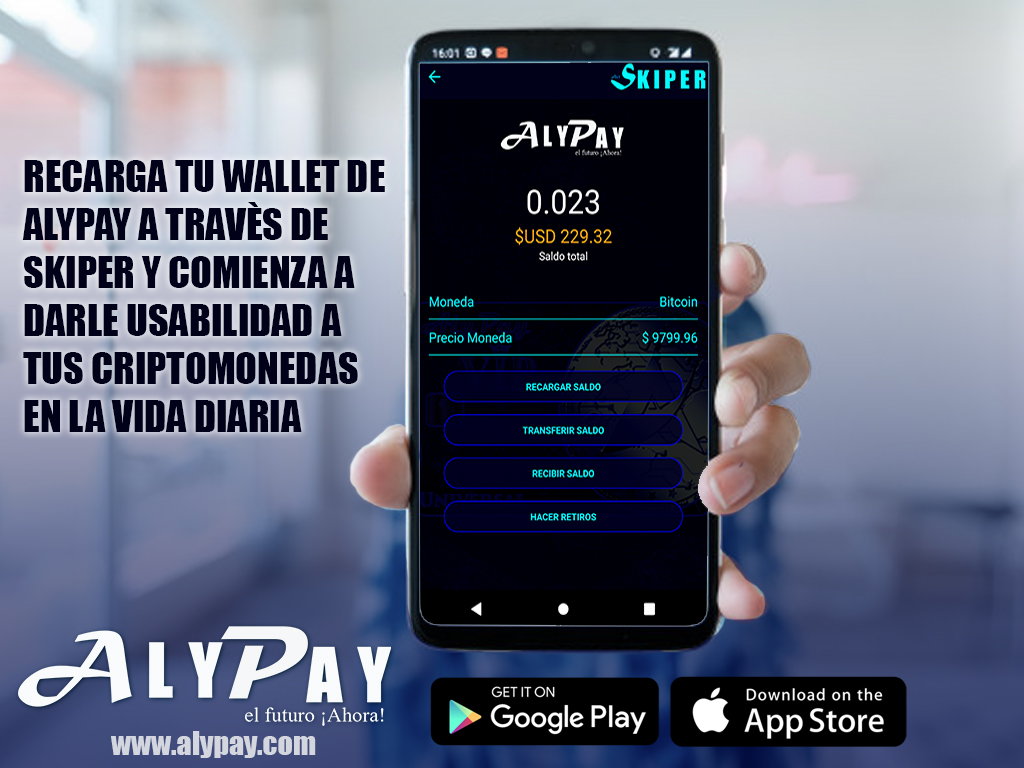 RECARGA TU WALLET DE
ALYPAY A TRAVÈS DE
SKIPER Y COMIENZA A
DARLE USABILIDAD A
TUS CRIPTOMONEDAS
EN LA VIDA DIARIA
16:01
SKIPER
ALYPAY
el futuro ¡Ahora!
0.023
$USD 229.32
Saldo total
Moneda Bitcoin
Precio Moneda $ 9799.96
RECARGAR SALDO
TRANSFERIR SALDO
RECIBIR SALDO
HACER RETIROS
ALYPAY
el futuro ¡Ahora!
www.alypay.com
GET IT ON
Google Play
Download on the
App Store